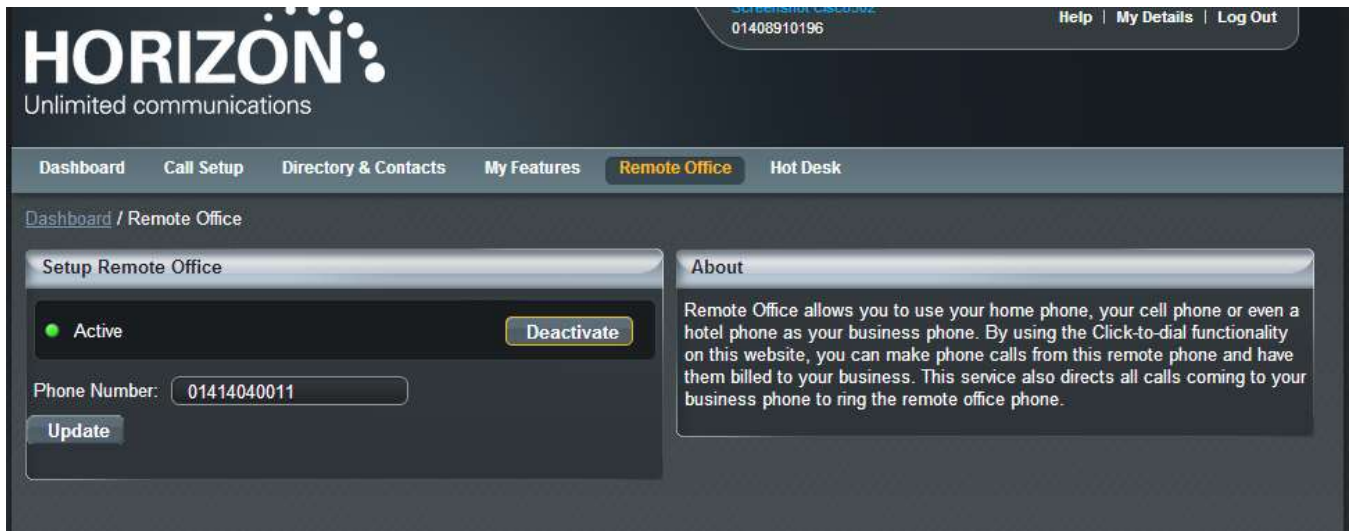 Screenshot Cisco502
01408910196
Help | My Details | Log Out
HORIZON
Unlimited communications
Dashboard Call Setup Directory & Contacts My Features Remote Office Hot Desk
Dashboard / Remote Office
Setup Remote Office
Active
Deactivate
Phone Number: 01414040011
Update
About
Remote Office allows you to use your home phone, your cell phone or even a
hotel phone as your business phone. By using the Click-to-dial functionality
on this website, you can make phone calls from this remote phone and have
them billed to your business. This service also directs all calls coming to your
business phone to ring the remote office phone.